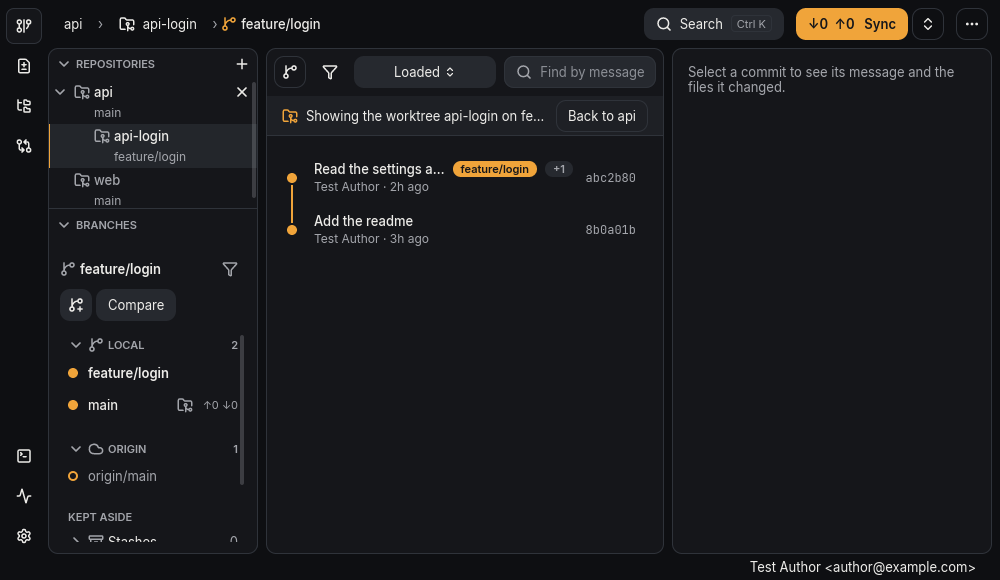 api › api-login › feature/login
Search Ctrl K
↓0 ↑0 Sync
REPOSITORIES
api
main
api-login
feature/login
web
main
BRANCHES
feature/login
Compare
LOCAL 2
feature/login
main ↑0 ↓0
ORIGIN 1
origin/main
KEPT ASIDE
Stashes 0
Loaded
Find by message
Showing the worktree api-login on fe...
Back to api
Read the settings a... feature/login +1
Test Author · 2h ago
abc2b80
Add the readme
Test Author · 3h ago
8b0a01b
Select a commit to see its message and the
files it changed.
Test Author <author@example.com>